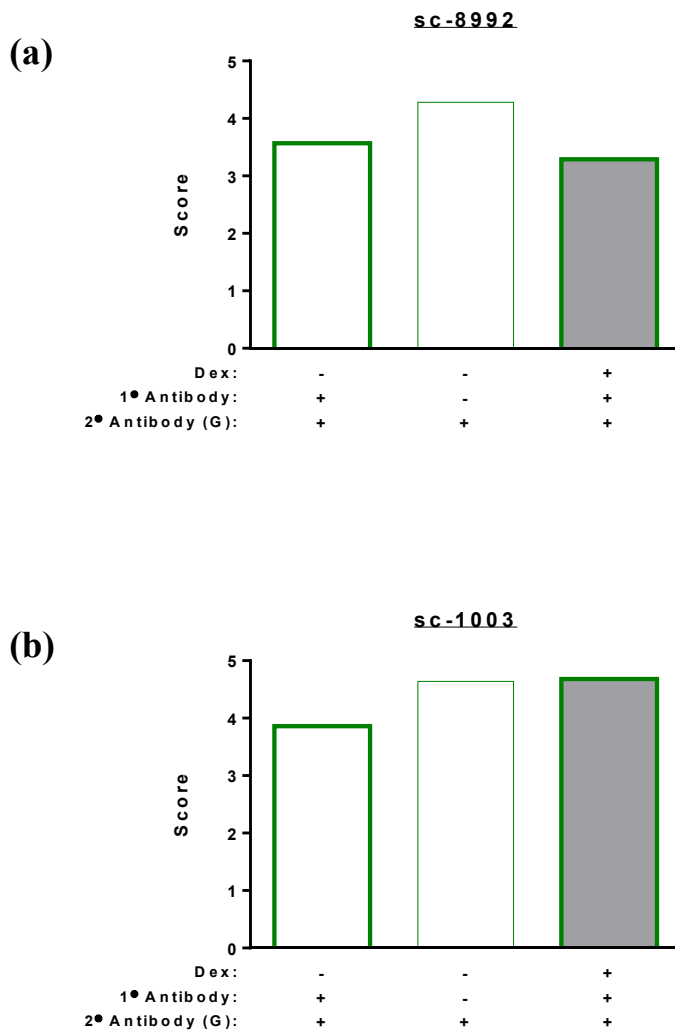 sc-8992
(a)
5
4
3
2
1
0
Score
Dex: - - +
1● Antibody: + - +
2● Antibody (G): + + +
sc-1003
(b)
5
4
3
2
1
0
Score
Dex: - - +
1● Antibody: + - +
2● Antibody (G): + + +